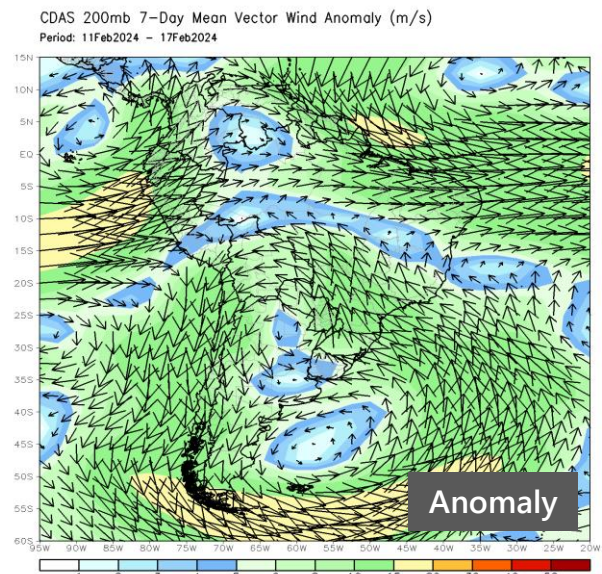 CDAS 200mb 7-Day Mean Vector Wind Anomaly (m/s)
Period: 11Feb2024 – 17Feb2024
15N
10N
5N
EQ
5S
10S
15S
20S
25S
30S
35S
40S
45S
50S
55S
60S
Anomaly
95W 90W 85W 80W 75W 70W 65W 60W 55W 50W 45W 40W 35W 30W 25W 20W